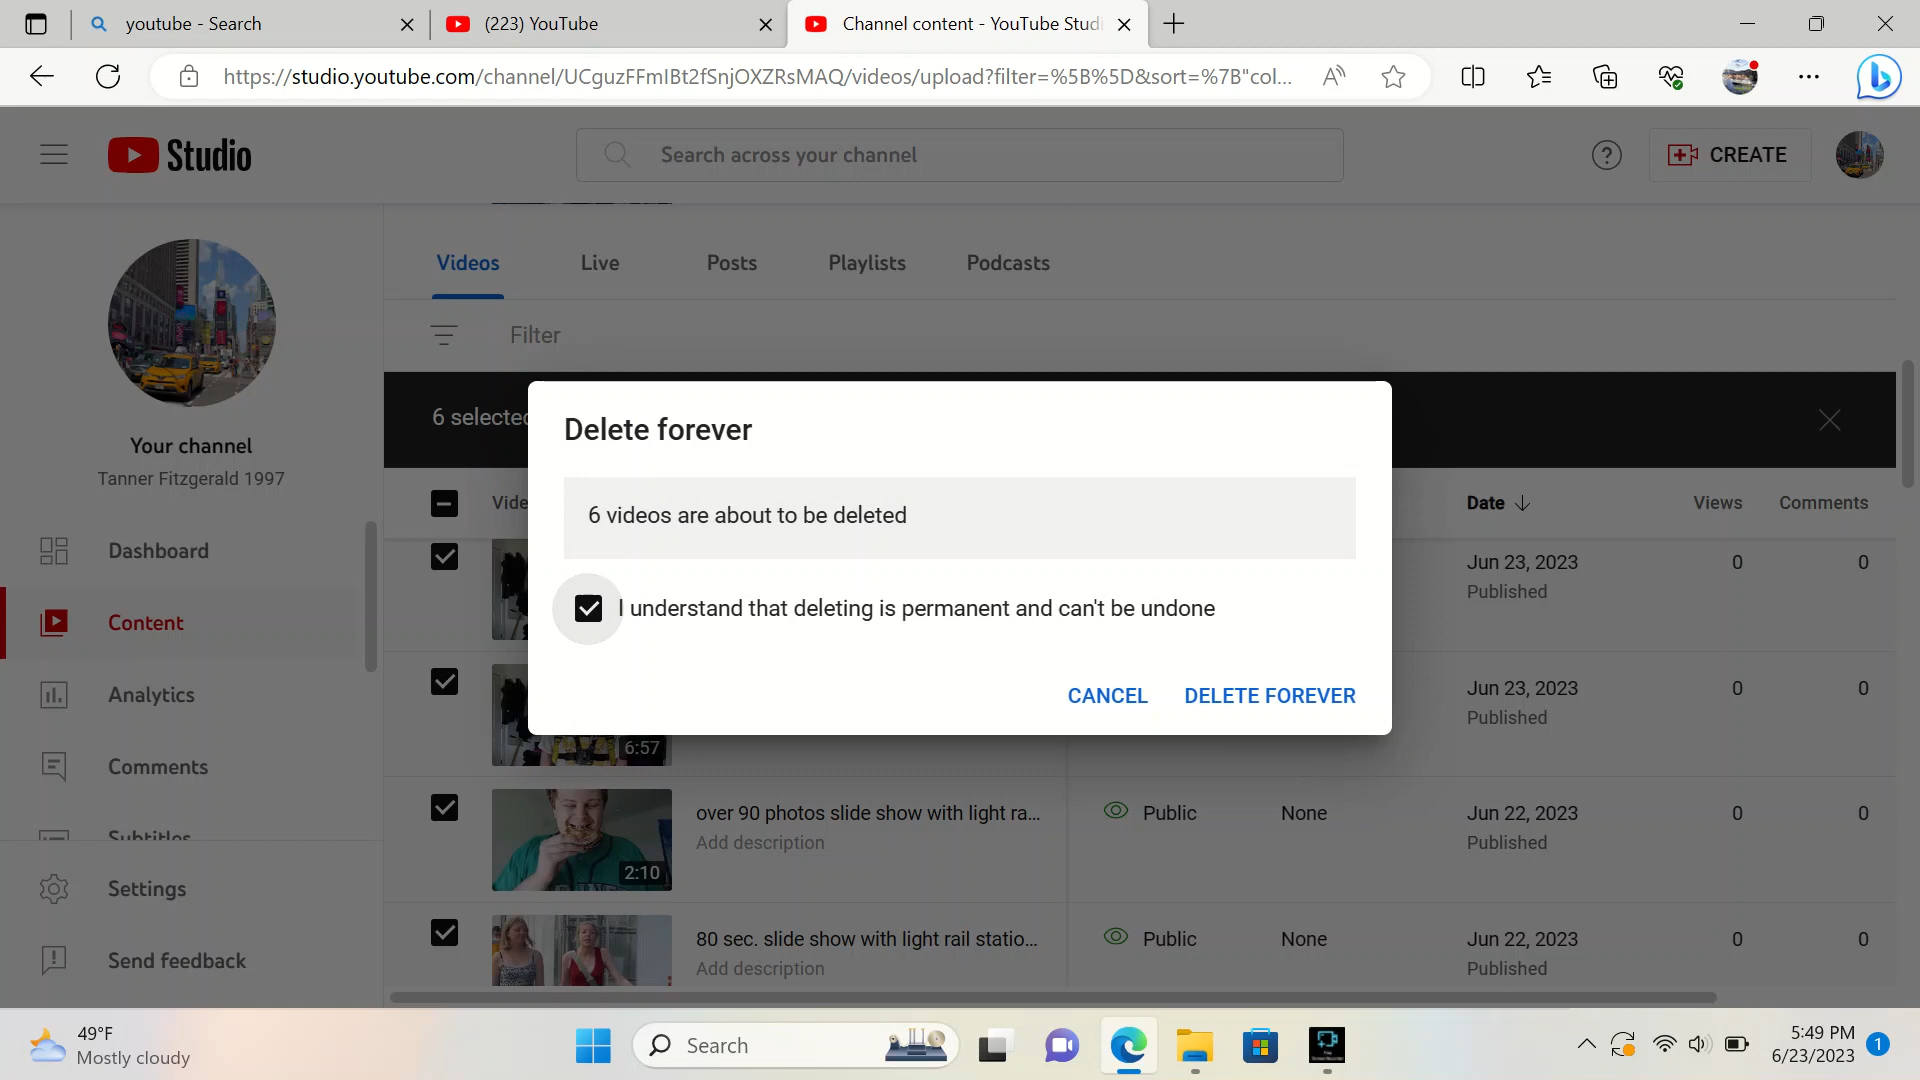 youtube - Search
(223) YouTube
Channel content - YouTube Studi
https://studio.youtube.com/channel/UCguzFFmIBt2fSnjOXZRsMAQ/videos/upload?filter=%5B%5D&sort=%7B"col...
Studio
Search across your channel
CREATE
Videos
Live
Posts
Playlists
Podcasts
Filter
Your channel
Tanner Fitzgerald 1997
Dashboard
Content
Analytics
Comments
Subtitles
Settings
Send feedback
6 selected
Vide
Date
Views
Comments
Delete forever
6 videos are about to be deleted
I understand that deleting is permanent and can't be undone
CANCEL
DELETE FOREVER
Jun 23, 2023
0
0
Published
6:57
Jun 23, 2023
0
0
Published
2:10
over 90 photos slide show with light ra...
Add description
Public
None
Jun 22, 2023
0
0
Published
80 sec. slide show with light rail statio...
Add description
Public
None
Jun 22, 2023
0
0
Published
49°F
Mostly cloudy
Search
5:49 PM
6/23/2023
1